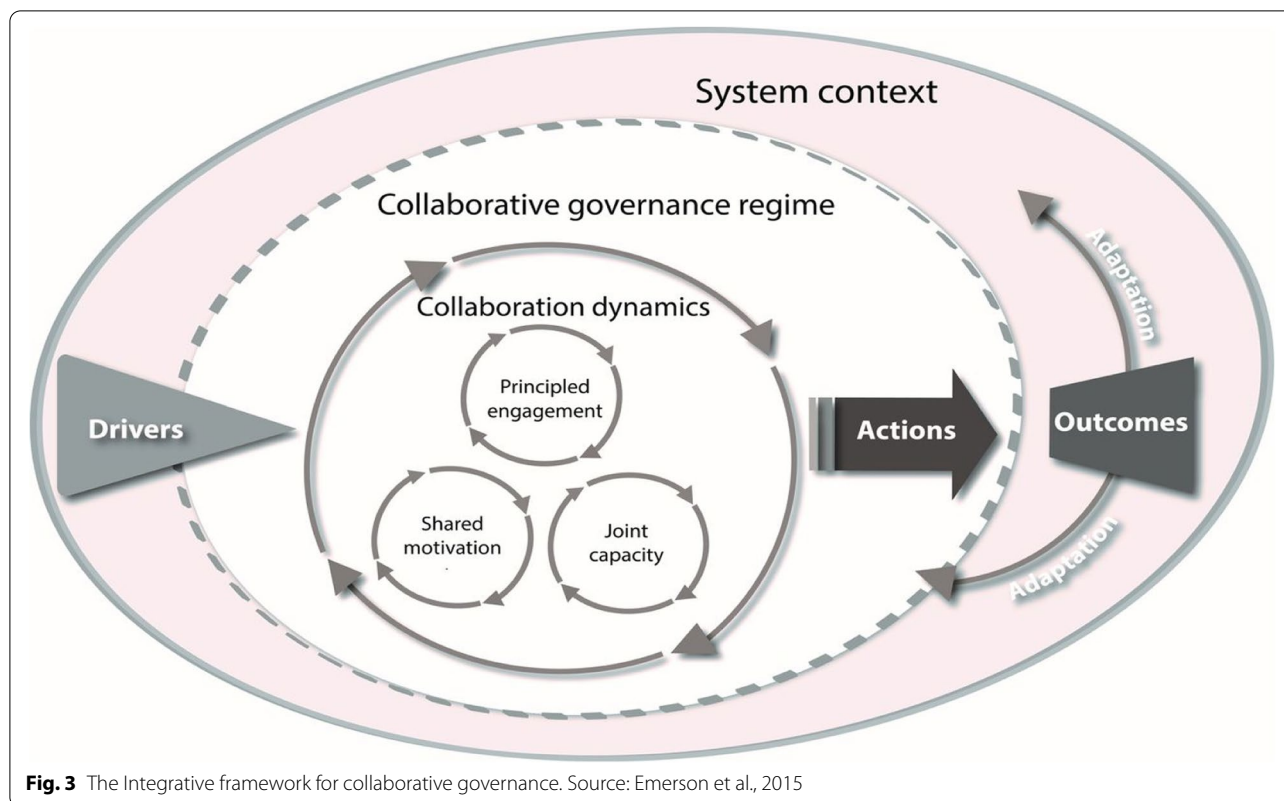 System context
Collaborative governance regime
Collaboration dynamics
Principled
engagement
Shared
motivation
Joint
capacity
Drivers
Actions
Outcomes
Adaptation
Adaptation
Fig. 3 The Integrative framework for collaborative governance. Source: Emerson et al., 2015